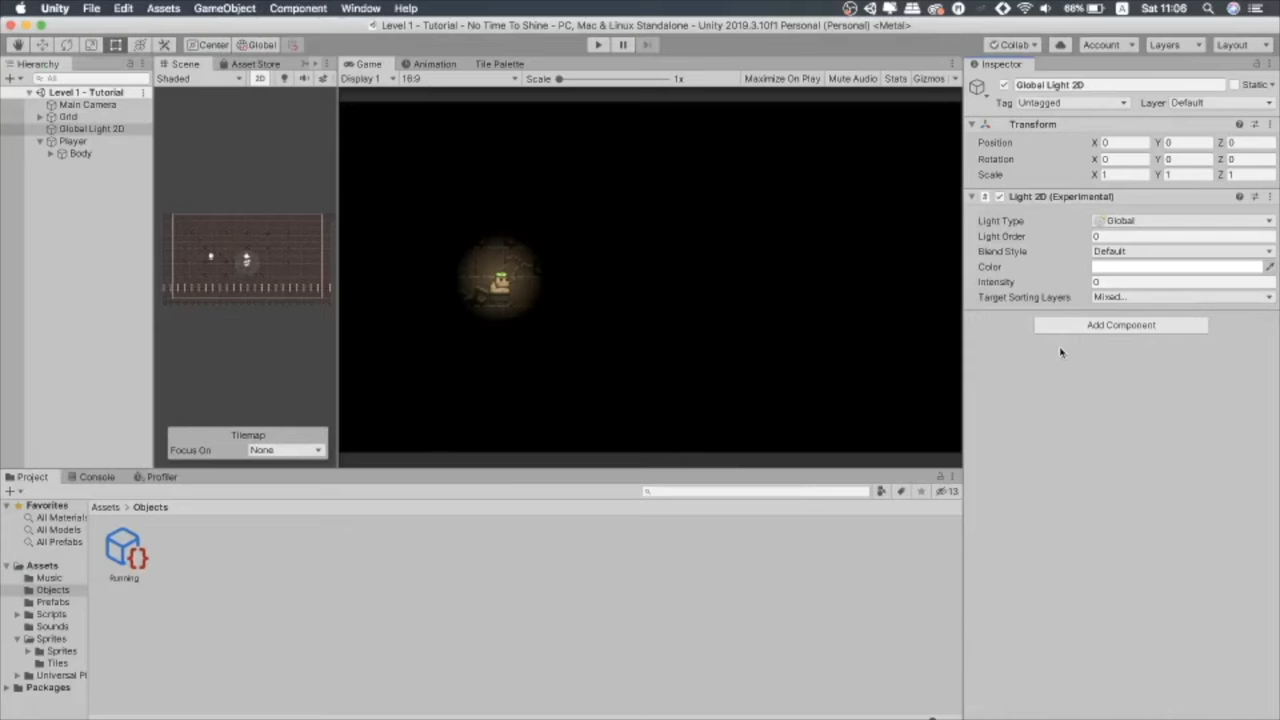 Unity File Edit Assets GameObject Component Window Help 68% A Sat 11:06
Level 1 - Tutorial - No Time To Shine - PC, Mac & Linux Standalone - Unity 2019.3.10f1 Personal (Personal) <Metal>
Center Global Collab Account Layers Layout
Hierarchy
All
Level 1 - Tutorial
Main Camera
Grid
Global Light 2D
Player
Body
Scene Asset Store
Shaded 2D
Tilemap
Focus On None
Game Animation Tile Palette
Display 1 16:9 Scale 1x Maximize On Play Mute Audio Stats Gizmos
Inspector
Global Light 2D Static
Tag Untagged Layer Default
Transform
Position X 0 Y 0 Z 0
Rotation X 0 Y 0 Z 0
Scale X 1 Y 1 Z 1
# Light 2D (Experimental)
Light Type Global
Light Order 0
Blend Style Default
Color
Intensity 0
Target Sorting Layers Mixed...
Add Component
Project Console Profiler
13
Favorites
All Materials
All Models
All Prefabs
Assets
Music
Objects
Prefabs
Scripts
Sounds
Sprites
Sprites
Tiles
Universal Pi
Packages
Assets > Objects
Running